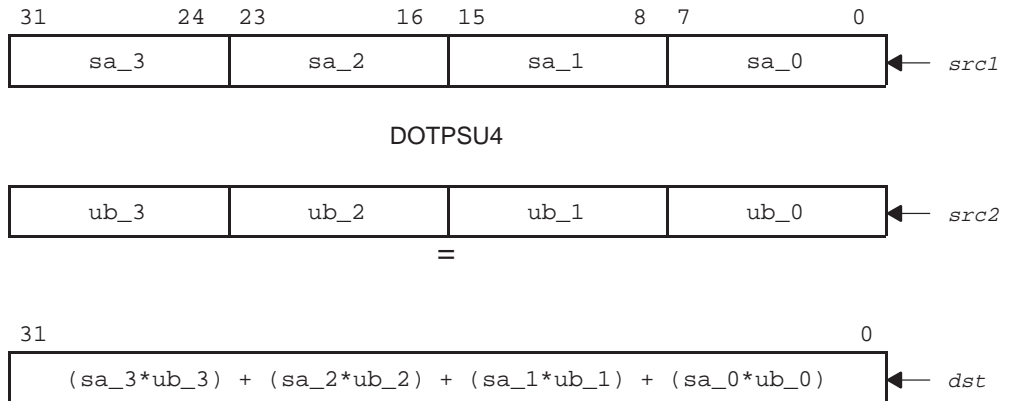 31 24 23 16 15 8 7 0
sa_3 sa_2 sa_1 sa_0 src1
DOTPSU4
ub_3 ub_2 ub_1 ub_0 src2
=
31 0
(sa_3*ub_3) + (sa_2*ub_2) + (sa_1*ub_1) + (sa_0*ub_0) dst